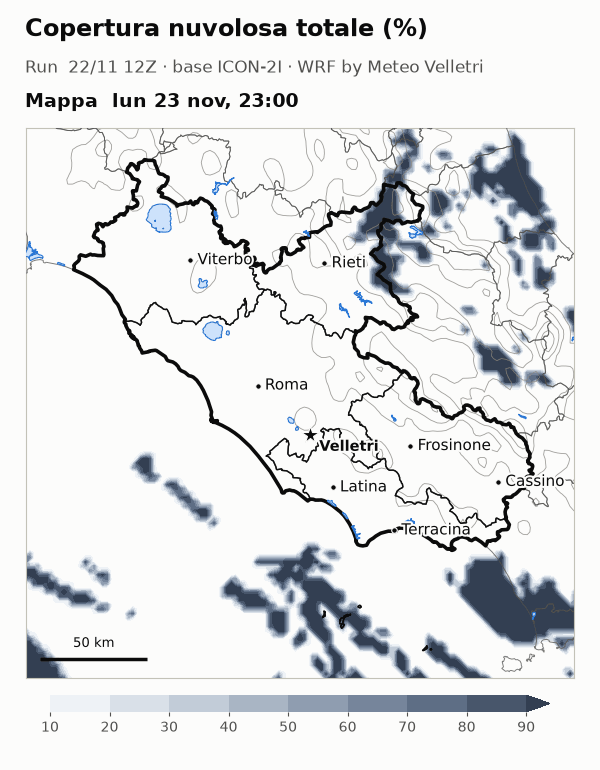 Copertura nuvolosa totale (%)
Run  22/11 12Z · base ICON-2I · WRF by Meteo Velletri
Mappa  lun 23 nov, 23:00
Viterbo
Rieti
Roma
Velletri
Frosinone
Latina
Cassino
Terracina
50 km
10 20 30 40 50 60 70 80 90